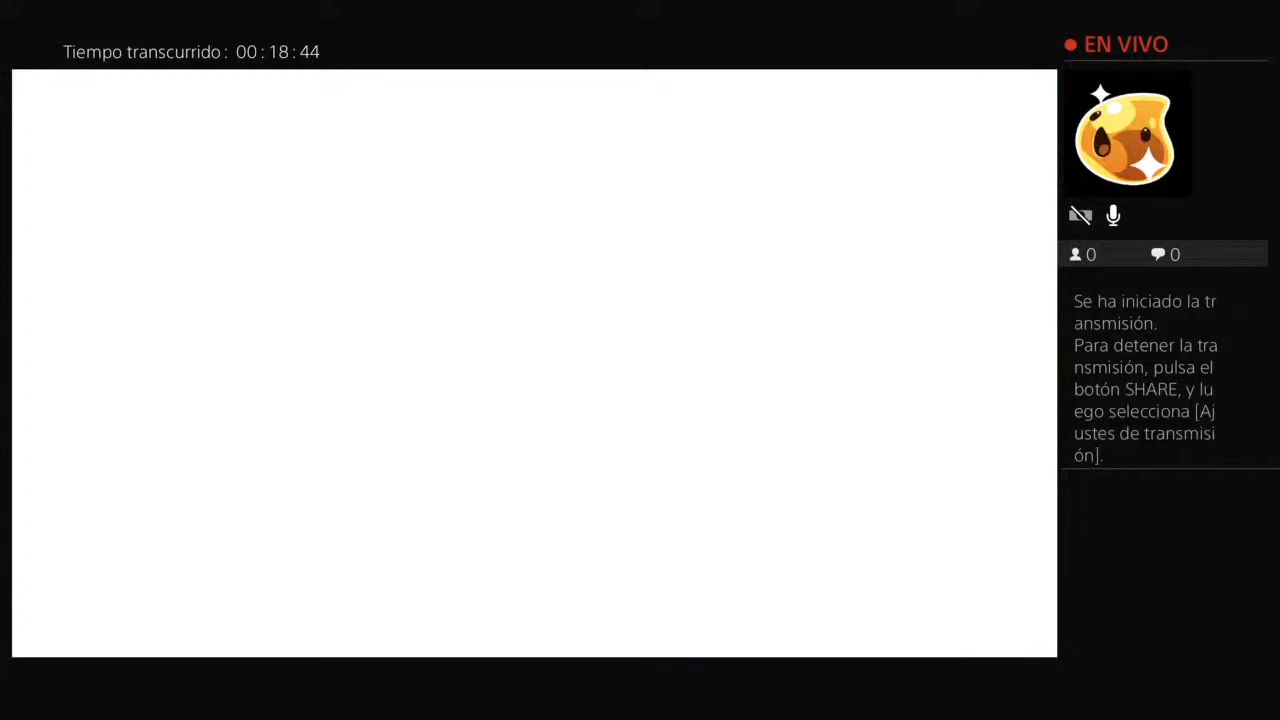 Tiempo transcurrido: 00:18:44
EN VIVO
0 0
Se ha iniciado la tr
ansmisión.
Para detener la tra
nsmisión, pulsa el
botón SHARE, y lu
ego selecciona [Aj
ustes de transmisi
ón].